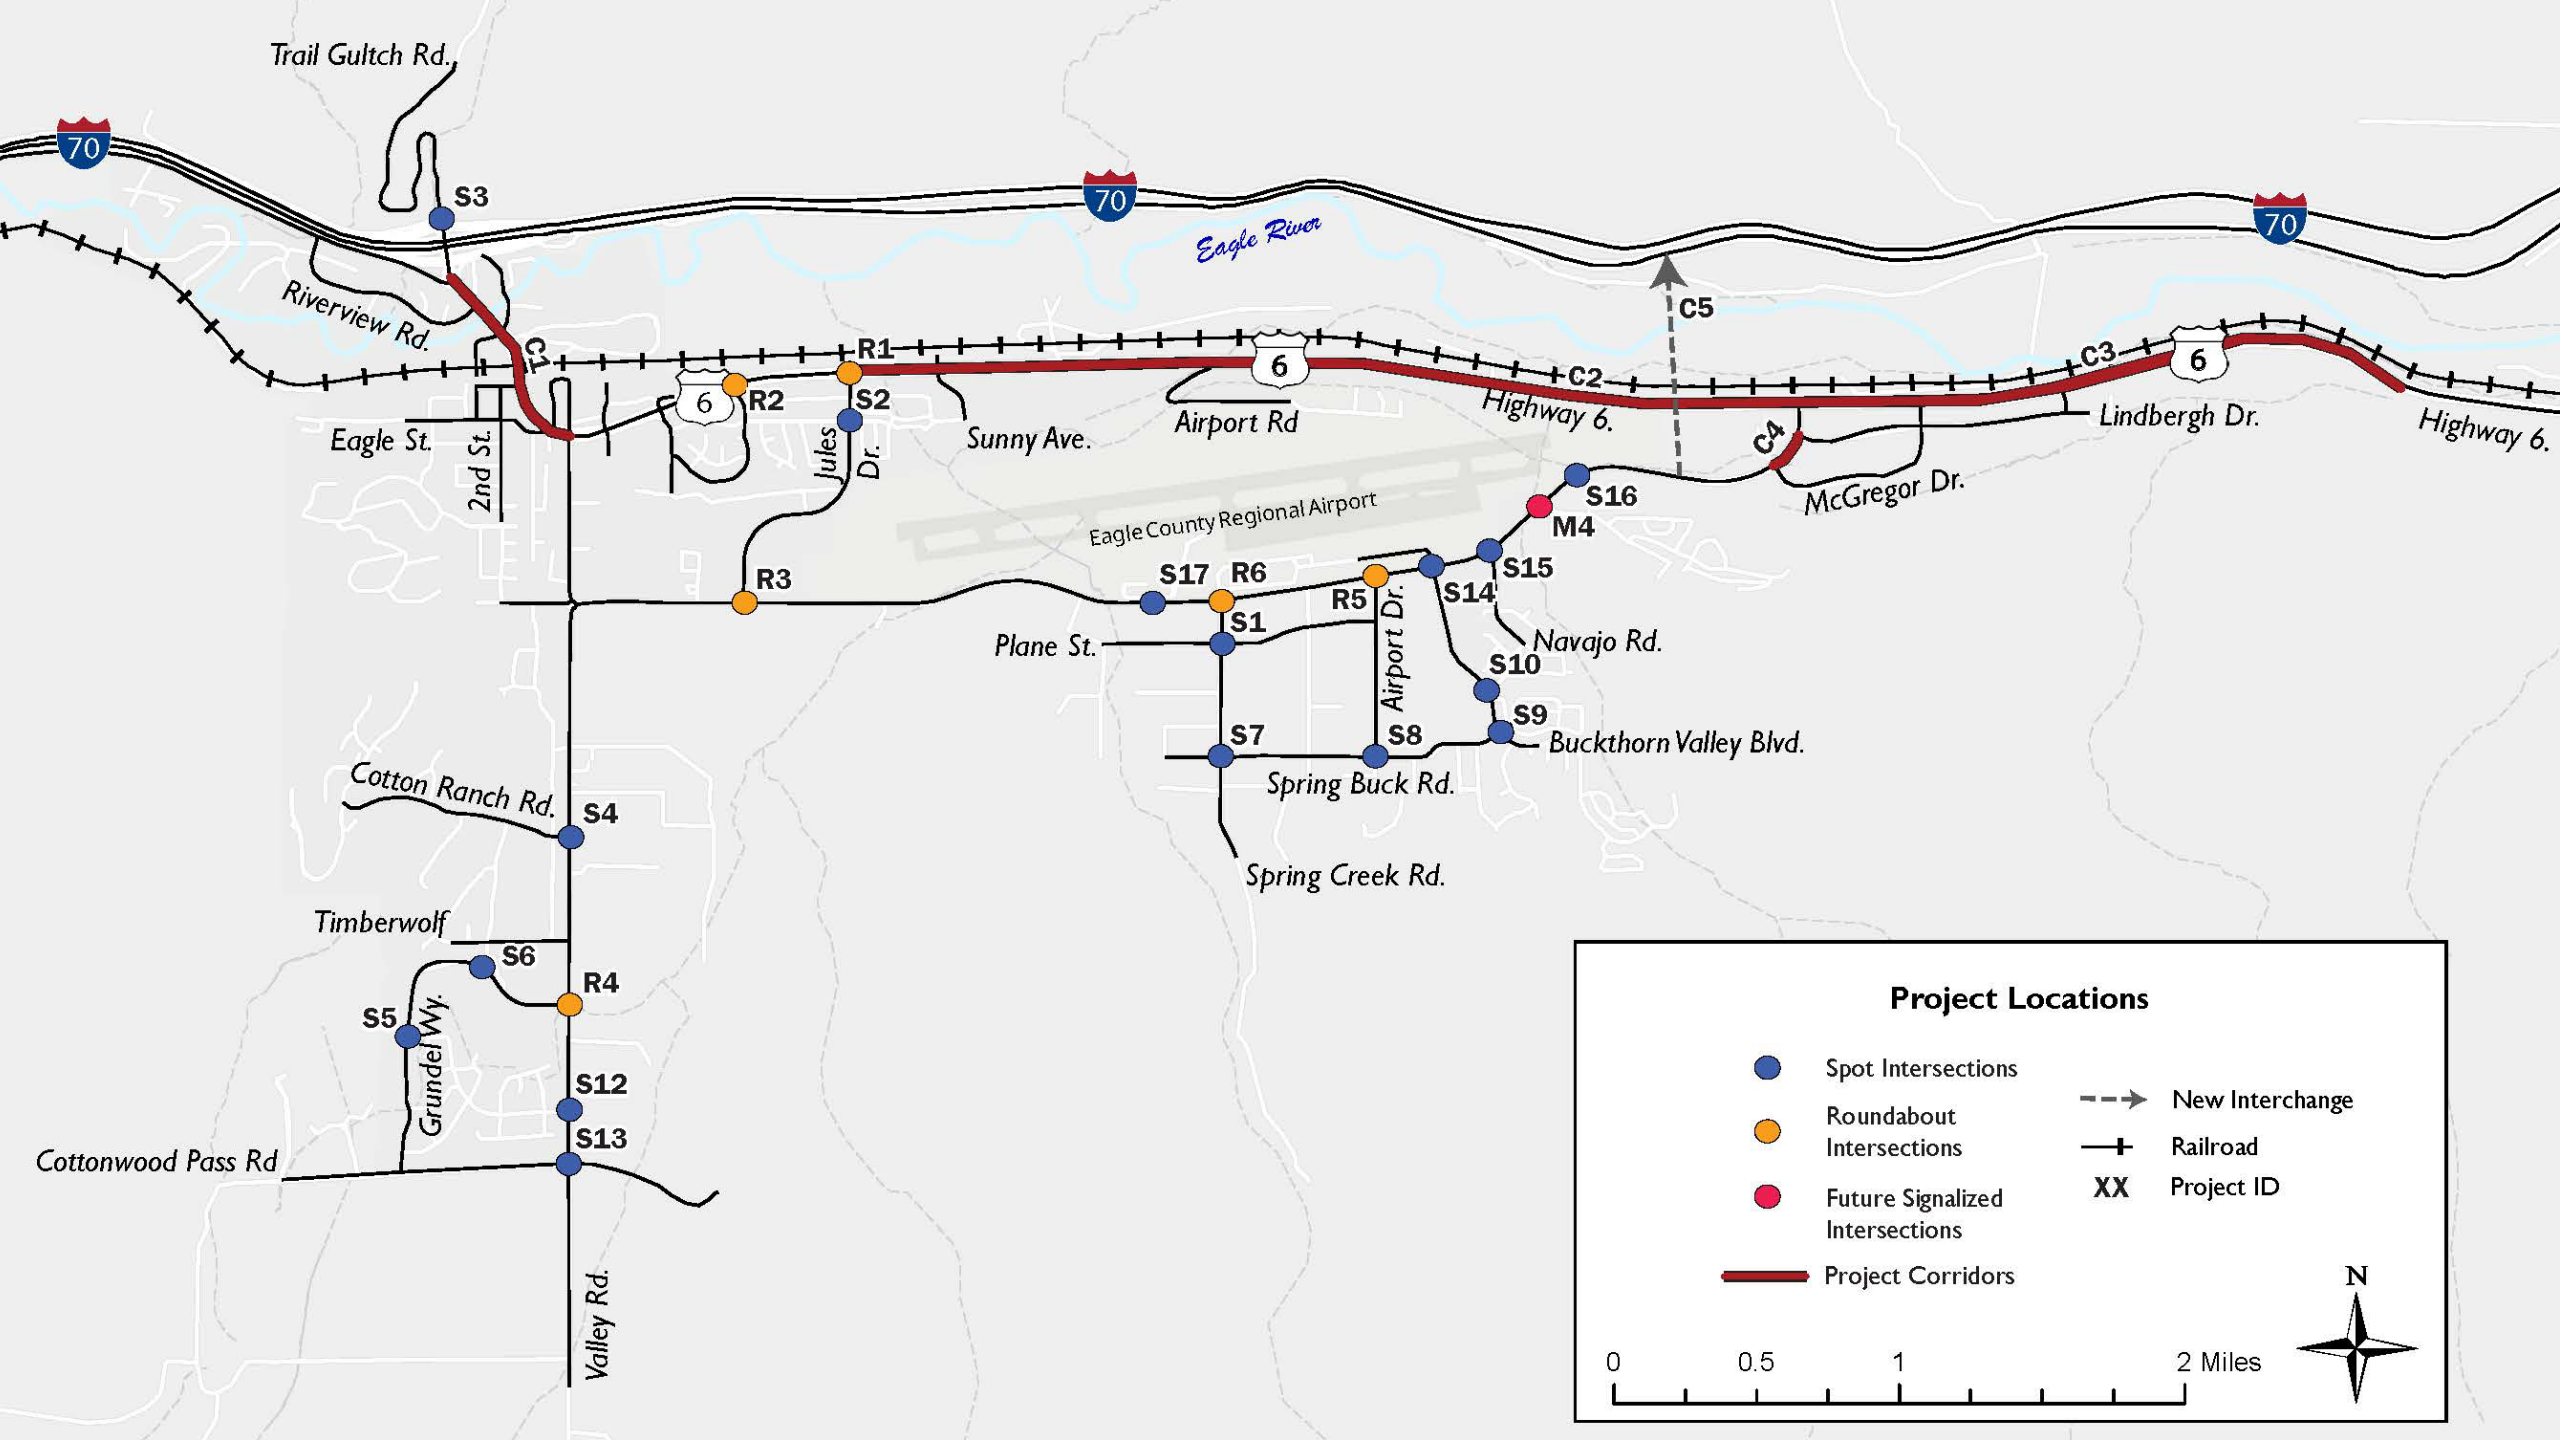 Trail Gultch Rd.
70
S3
70
70
Eagle River
Riverview Rd.
C5
C1
R1
6
6
C3
C2
R2
6
S2
Highway 6.
Airport Rd
Lindbergh Dr.
Highway 6.
Eagle St.
2nd St.
Jules
Dr.
Sunny Ave.
C4
McGregor Dr.
S16
M4
Eagle County Regional Airport
R3
S17
R6
R5
S14
S15
S1
Plane St.
Airport Dr.
Navajo Rd.
S10
S9
S7
S8
Buckthorn Valley Blvd.
Spring Buck Rd.
Cotton Ranch Rd.
S4
Spring Creek Rd.
Timberwolf
S6
R4
S5
Grundel Wy.
S12
S13
Cottonwood Pass Rd
Valley Rd.
Project Locations
Spot Intersections
Roundabout
Intersections
Future Signalized
Intersections
Project Corridors
New Interchange
Railroad
XX
Project ID
N
0 0.5 1 2 Miles